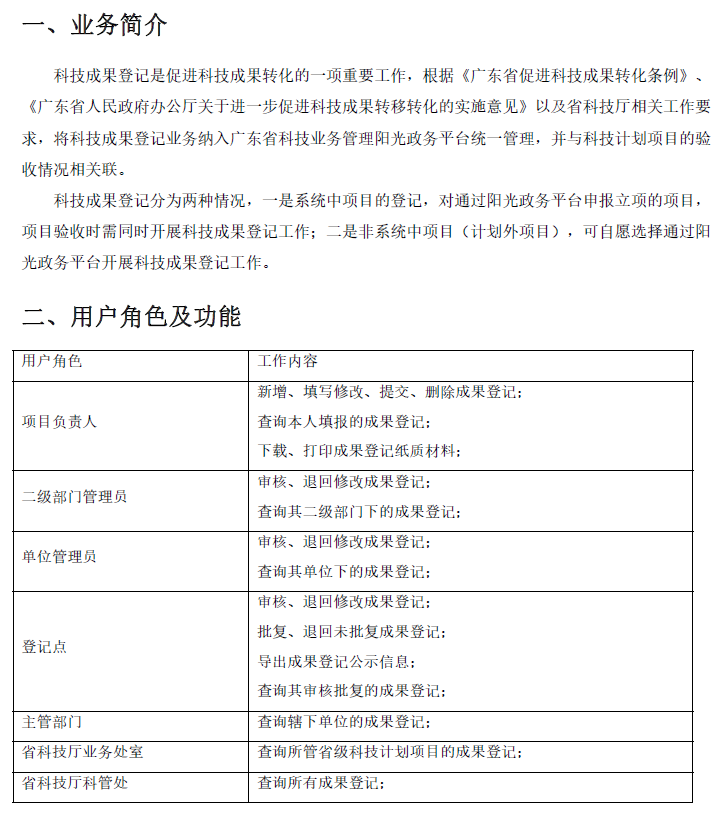 一、业务简介
科技成果登记是促进科技成果转化的一项重要工作，根据《广东省促进科技成果转化条例》、
《广东省人民政府办公厅关于进一步促进科技成果转移转化的实施意见》以及省科技厅相关工作要
求，将科技成果登记业务纳入广东省科技业务管理阳光政务平台统一管理，并与科技计划项目的验
收情况相关联。
科技成果登记分为两种情况，一是系统中项目的登记，对通过阳光政务平台申报立项的项目，
项目验收时需同时开展科技成果登记工作；二是非系统中项目（计划外项目），可自愿选择通过阳
光政务平台开展科技成果登记工作。
二、用户角色及功能
用户角色 工作内容
项目负责人
新增、填写修改、提交、删除成果登记；
查询本人填报的成果登记；
下载、打印成果登记纸质材料；
二级部门管理员
审核、退回修改成果登记；
查询其二级部门下的成果登记；
单位管理员
审核、退回修改成果登记；
查询其单位下的成果登记；
登记点
审核、退回修改成果登记；
批复、退回未批复成果登记；
导出成果登记公示信息；
查询其审核批复的成果登记；
主管部门 查询辖下单位的成果登记；
省科技厅业务处室 查询所管省级科技计划项目的成果登记；
省科技厅科管处 查询所有成果登记；